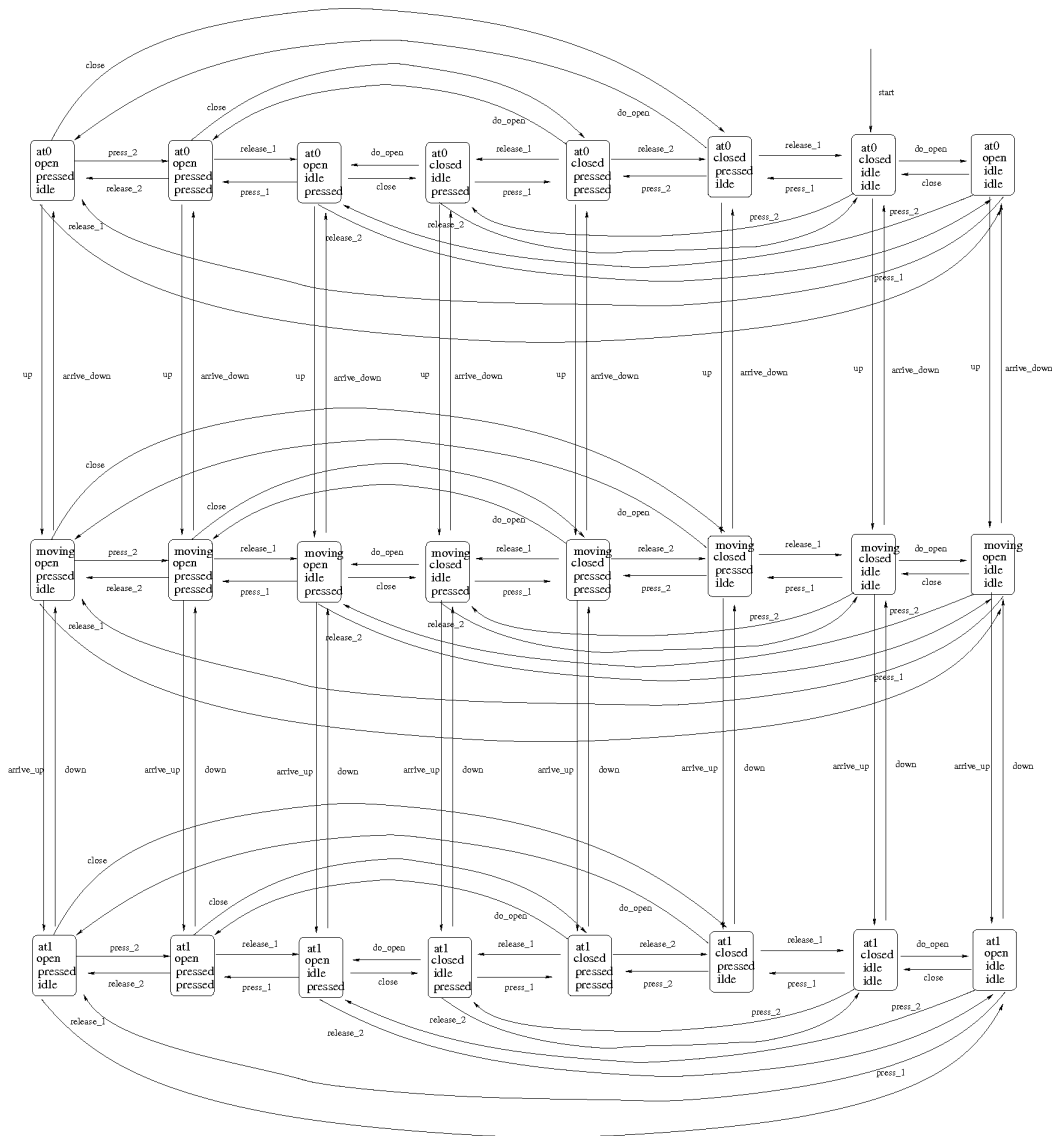 close
start
close
do_open
do_open
at0
open
pressed
idle
press_2
release_2
at0
open
pressed
pressed
release_1
press_1
at0
open
idle
pressed
do_open
close
at0
closed
idle
pressed
release_1
press_1
at0
closed
pressed
pressed
release_2
press_2
at0
closed
pressed
ilde
release_1
press_1
at0
closed
idle
idle
do_open
close
at0
open
idle
idle
release_1
release_2
release_2
press_2
press_2
press_1
up
arrive_down
up
arrive_down
up
arrive_down
up
arrive_down
up
arrive_down
up
arrive_down
up
arrive_down
up
arrive_down
close
close
do_open
do_open
moving
open
pressed
idle
press_2
release_2
moving
open
pressed
pressed
release_1
press_1
moving
open
idle
pressed
do_open
close
moving
closed
idle
pressed
release_1
press_1
moving
closed
pressed
pressed
release_2
press_2
moving
closed
pressed
ilde
release_1
press_1
moving
closed
idle
idle
do_open
close
moving
open
idle
idle
release_1
release_2
release_2
press_2
press_2
press_1
arrive_up
down
arrive_up
down
arrive_up
down
arrive_up
down
arrive_up
down
arrive_up
down
arrive_up
down
arrive_up
down
close
close
do_open
do_open
at1
open
pressed
idle
press_2
release_2
at1
open
pressed
pressed
release_1
press_1
at1
open
idle
pressed
do_open
close
at1
closed
idle
pressed
release_1
press_1
at1
closed
pressed
pressed
release_2
press_2
at1
closed
pressed
ilde
release_1
press_1
at1
closed
idle
idle
do_open
close
at1
open
idle
idle
release_1
release_2
release_2
press_2
press_2
press_1